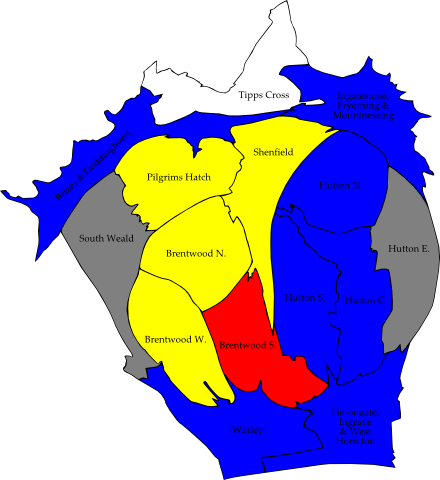 Tipps Cross
Ingatestone,
Fryerning &
Mountnessing
Brizes & Doddinghurst
Shenfield
Pilgrims Hatch
Hutton N.
South Weald
Brentwood N.
Hutton E.
Hutton S.
Hutton C.
Brentwood W.
Brentwood S.
Warley
Herongate,
Ingrave
& West
Horndon